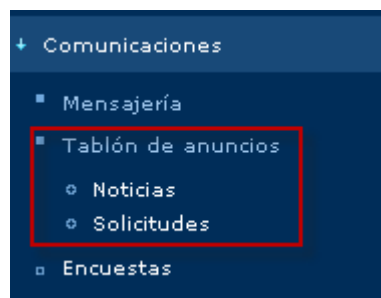 Comunicaciones
Mensajería
Tablón de anuncios
Noticias
Solicitudes
Encuestas